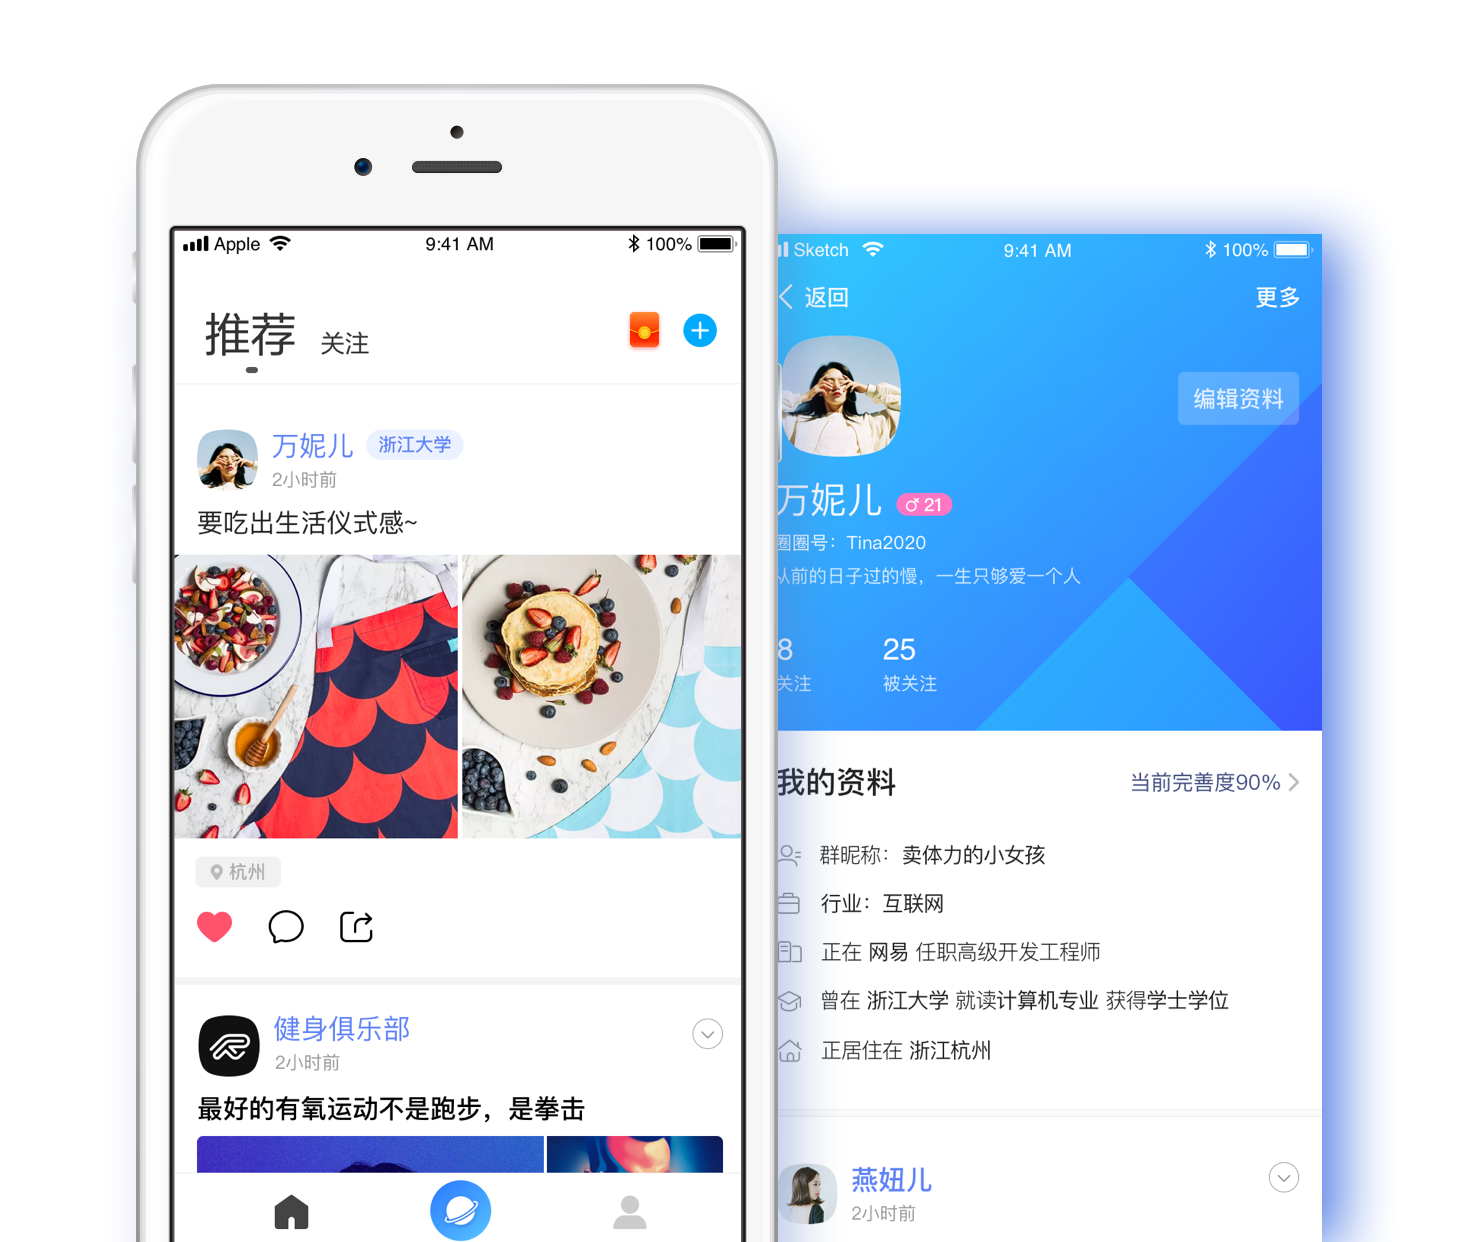 Apple 9:41 AM 100%
推荐 关注
万妮儿 浙江大学
2小时前
要吃出生活仪式感~
杭州
健身俱乐部
2小时前
最好的有氧运动不是跑步，是拳击
Sketch 9:41 AM 100%
返回 更多
编辑资料
万妮儿 21
圈圈号：Tina2020
从前的日子过的慢，一生只够爱一个人
8 25
关注 被关注
我的资料 当前完善度90%
群昵称：卖体力的小女孩
行业：互联网
正在 网易 任职高级开发工程师
曾在 浙江大学 就读计算机专业 获得学士学位
正居住在 浙江杭州
燕妞儿
2小时前